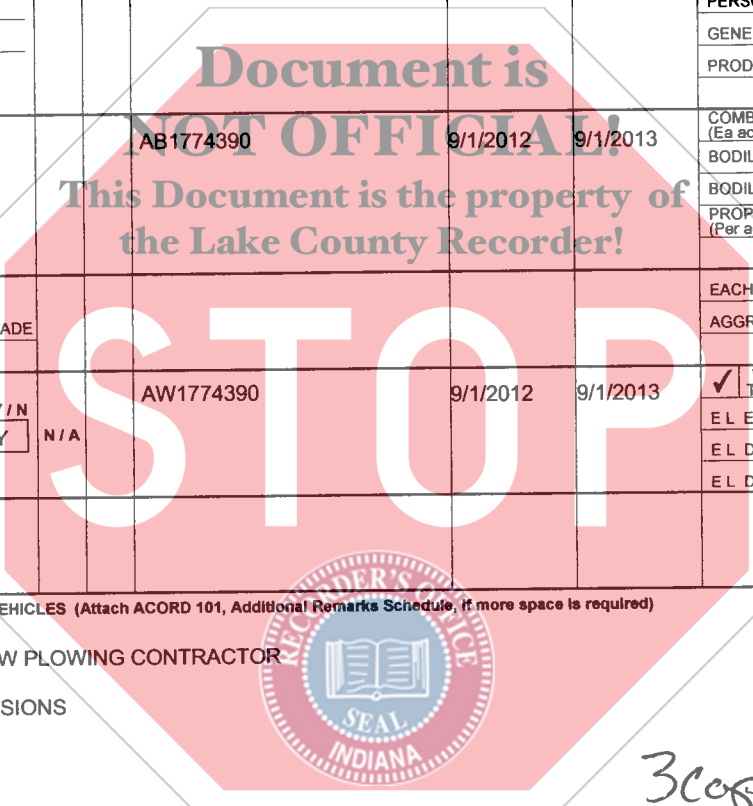 PERSO
GENE
PROD
Document is
NOT OFFICIAL!
This Document is the property of
the Lake County Recorder!
COMB
(Ea ac
AB1774390 9/1/2012 9/1/2013
BODIL
BODIL
PROP
(Per a
EACH
AGGR
ADE
STOP
AW1774390 9/1/2012 9/1/2013 ✓ T
Y / N
Y N / A
E L E
E L D
E L D
EHICLES (Attach ACORD 101, Additional Remarks Schedule, if more space is required)
W PLOWING CONTRACTOR
SIONS
RECORDER'S OFFICE
SEAL
INDIANA